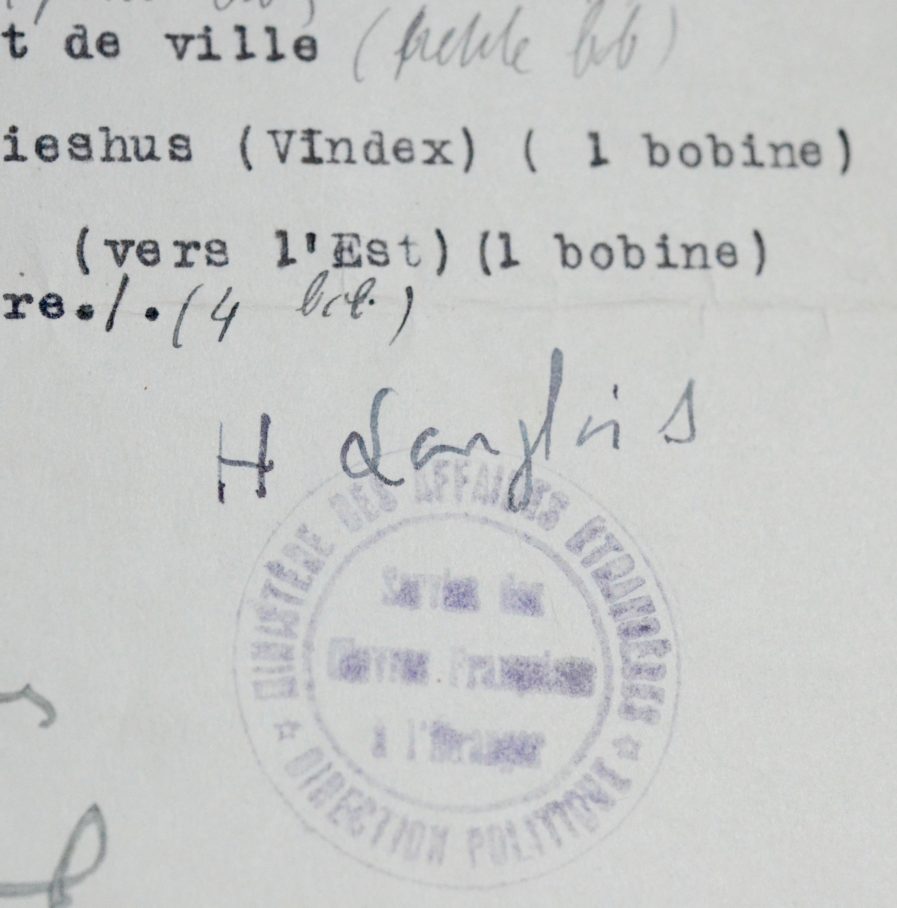 t de ville (petite bob)
ieshus (VIndex) ( 1 bobine)
(vers l'Est) (1 bobine)
re./. (4 bob.)
H Langlois
MINISTÈRE DES AFFAIRES ETRANGÈRES
Service des
Œuvres Françaises
à l'Étranger
DIRECTION POLITIQUE